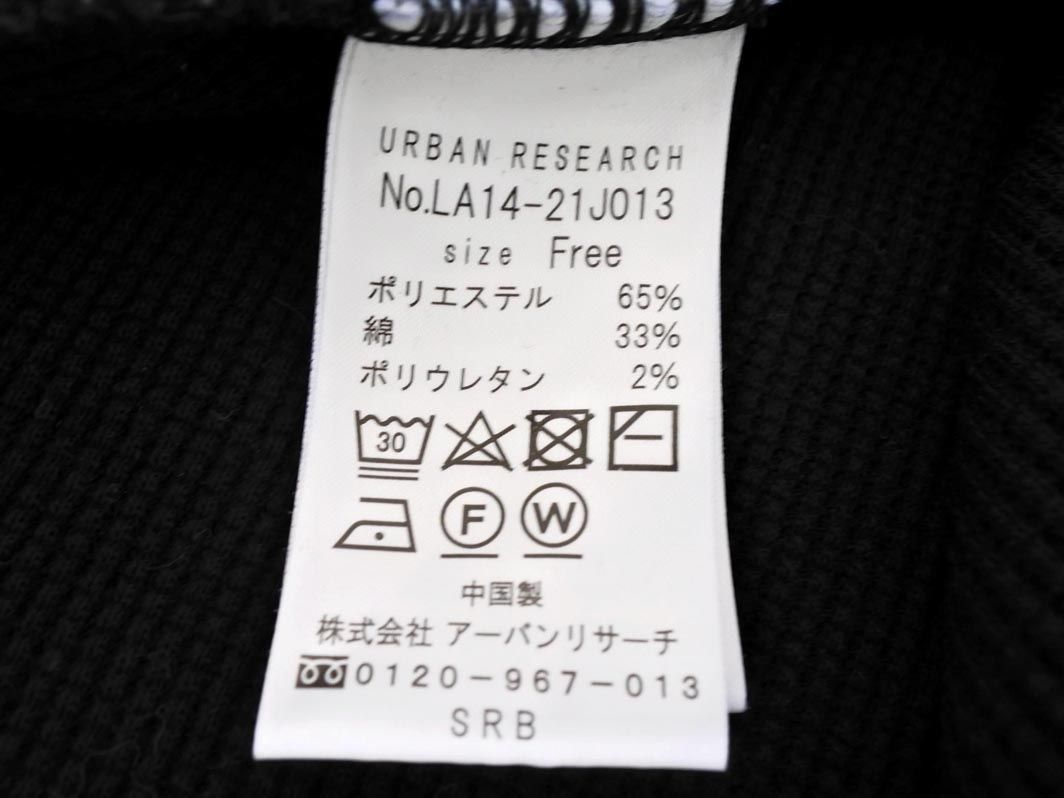 URBAN RESEARCH
No.LA14-21J013
size Free
ポリエステル 65%
綿 33%
ポリウレタン 2%
30
F W
中国製
株式会社 アーバンリサーチ
0120-967-013
SRB